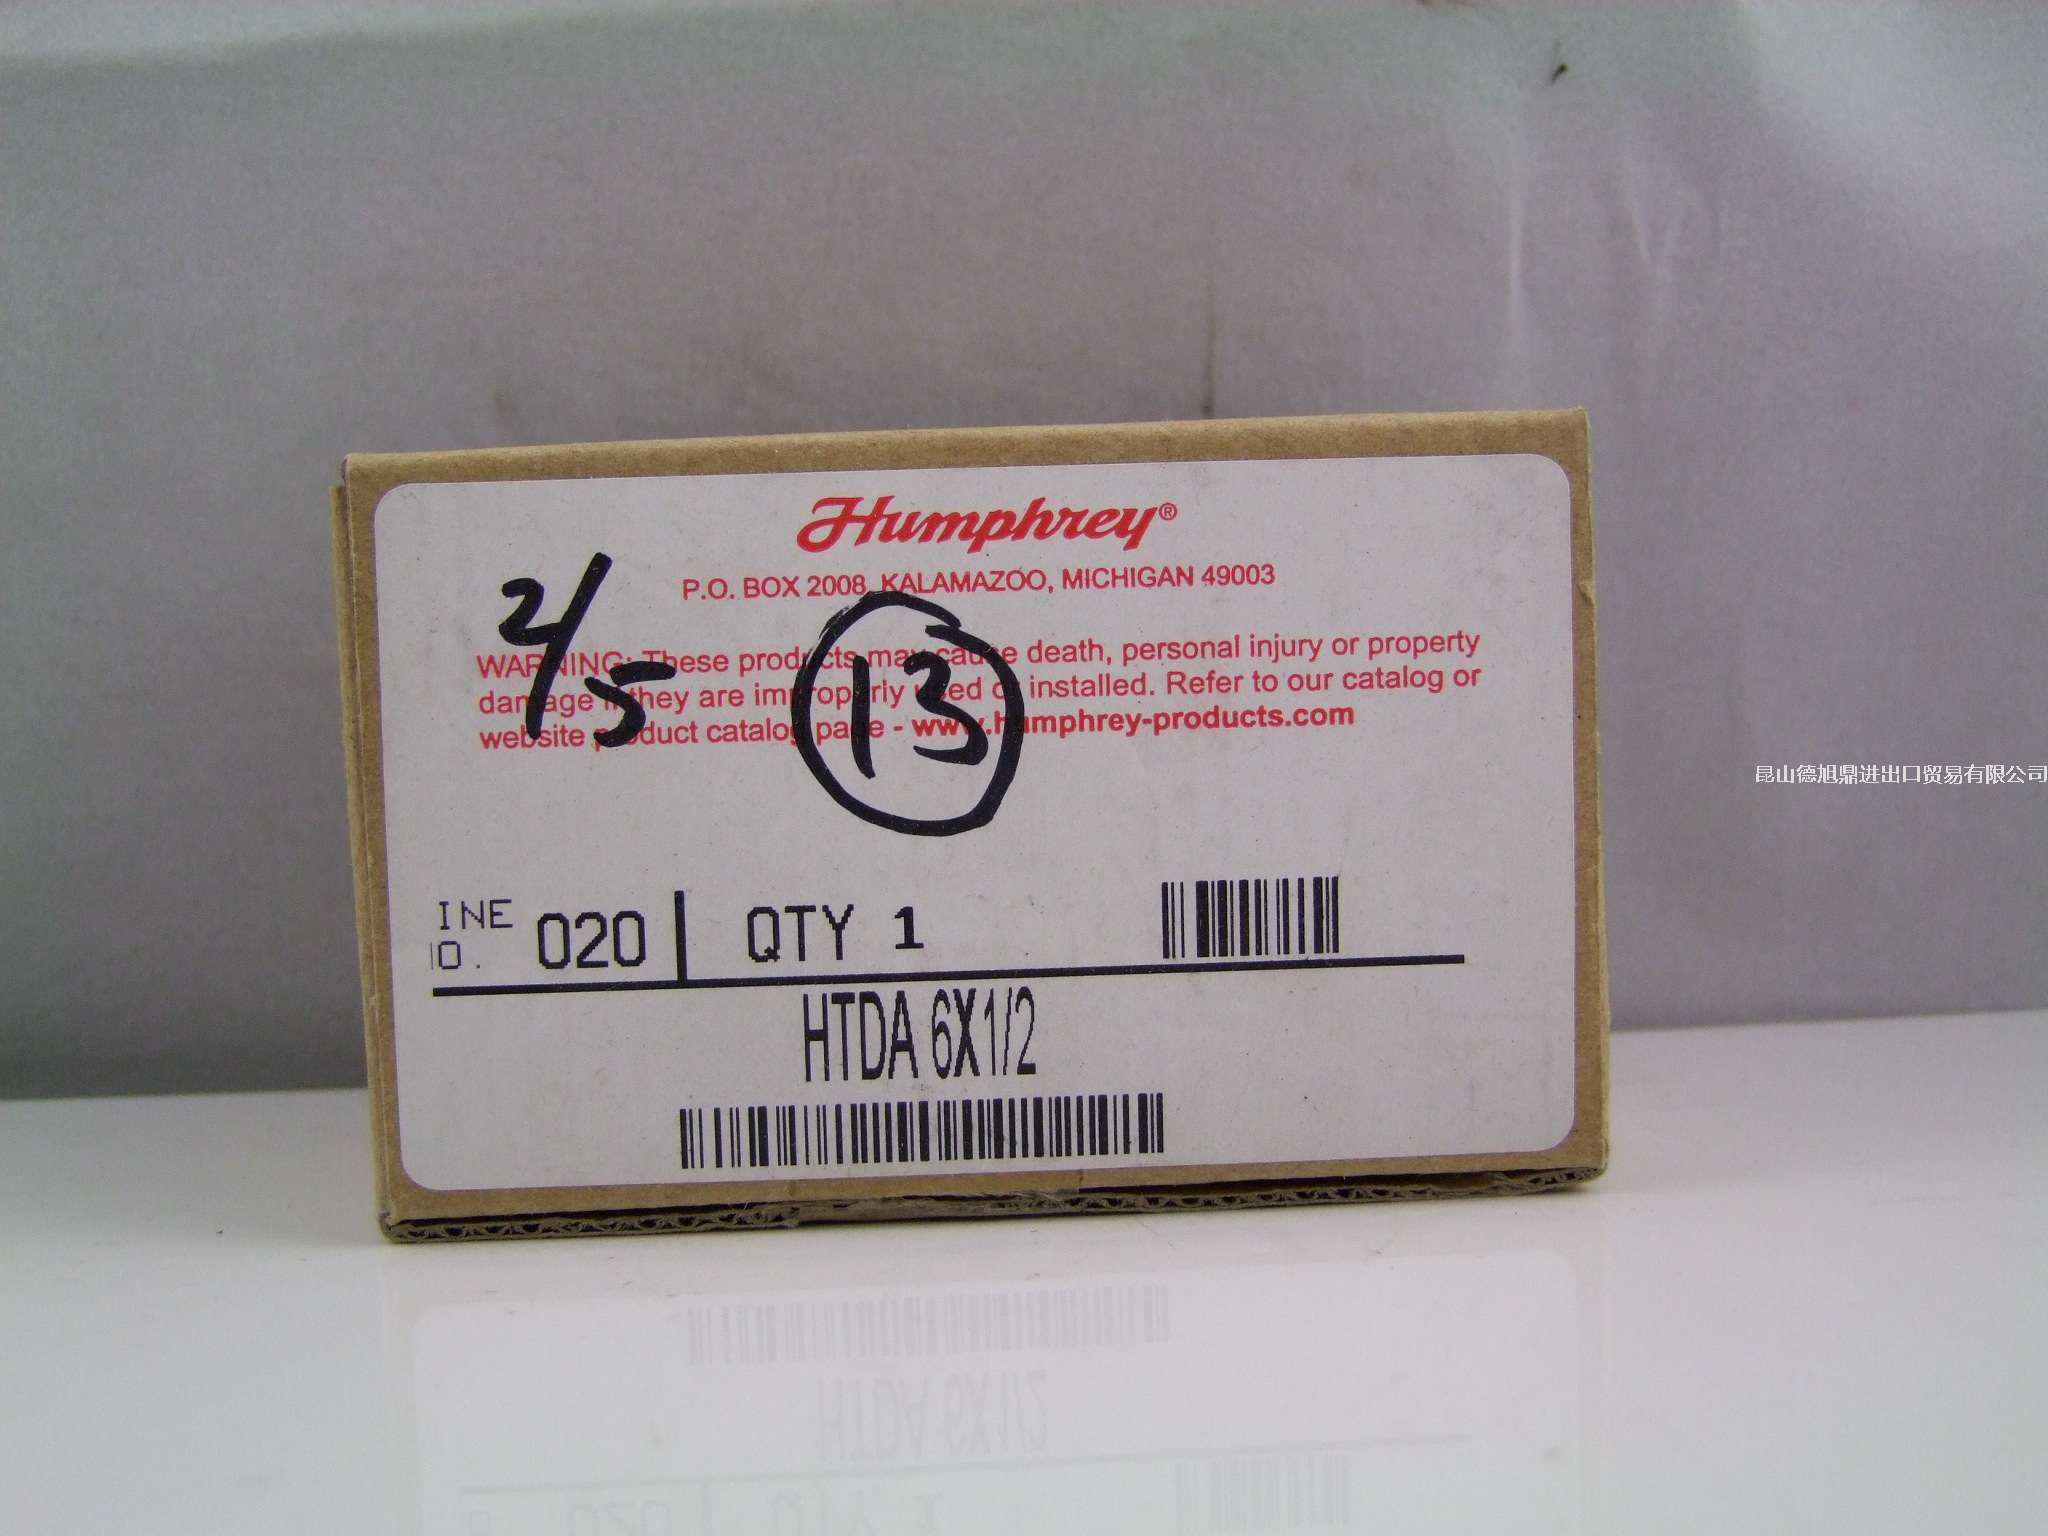 Humphrey®
P.O. BOX 2008, KALAMAZOO, MICHIGAN 49003
2/5
13
WARNING: These products may cause death, personal injury or property
damage if they are improperly used or installed. Refer to our catalog or
website product catalog page - www.humphrey-products.com
昆山德旭鼎进出口贸易有限公司
INE
O. 020 QTY 1
HTDA 6X1/2